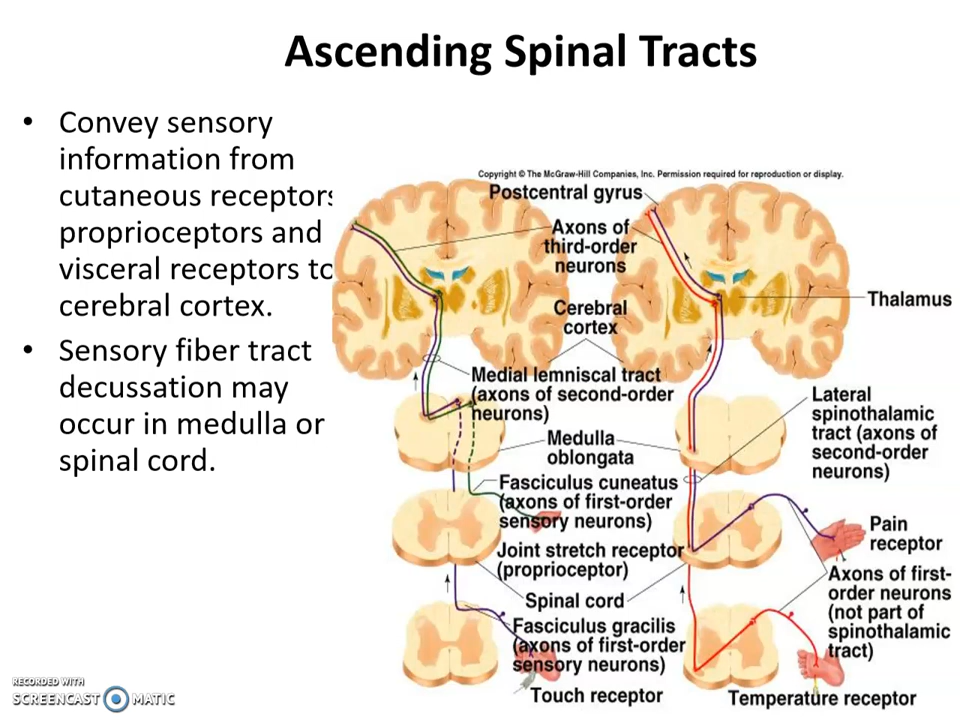 Ascending Spinal Tracts
• Convey sensory
information from
cutaneous receptors
proprioceptors and
visceral receptors to
cerebral cortex.
• Sensory fiber tract
decussation may
occur in medulla or
spinal cord.
Copyright © The McGraw-Hill Companies, Inc. Permission required for reproduction or display.
Postcentral gyrus
Axons of
third-order
neurons
Thalamus
Cerebral
cortex
Medial lemniscal tract
(axons of second-order
neurons)
Lateral
spinothalamic
tract (axons of
second-order
neurons)
Medulla
oblongata
Fasciculus cuneatus
(axons of first-order
sensory neurons)
Pain
receptor
Joint stretch receptor
(proprioceptor)
Axons of first-
order neurons
(not part of
spinothalamic
tract)
Spinal cord
Fasciculus gracilis
(axons of first-order
sensory neurons)
Touch receptor
Temperature receptor
RECORDED WITH
SCREENCAST MATIC